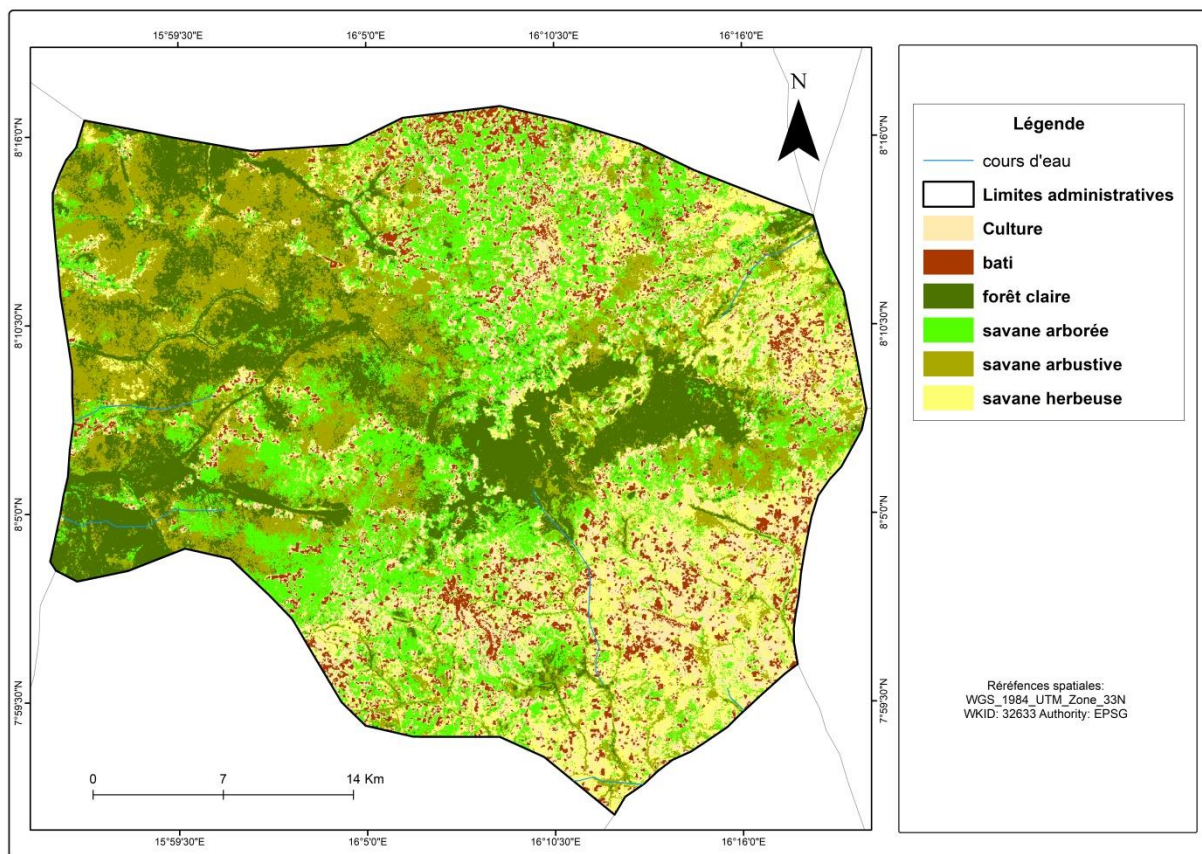 15°59'30"E
16°5'0"E
16°10'30"E
16°16'0"E
N
8°16'0"N
8°16'0"N
8°10'30"N
8°10'30"N
8°5'0"N
8°5'0"N
7°59'30"N
7°59'30"N
0
7
14 Km
15°59'30"E
16°5'0"E
16°10'30"E
16°16'0"E
Légende
cours d'eau
Limites administratives
Culture
bati
forêt claire
savane arborée
savane arbustive
savane herbeuse
Réréfences spatiales:
WGS_1984_UTM_Zone_33N
WKID: 32633 Authority: EPSG